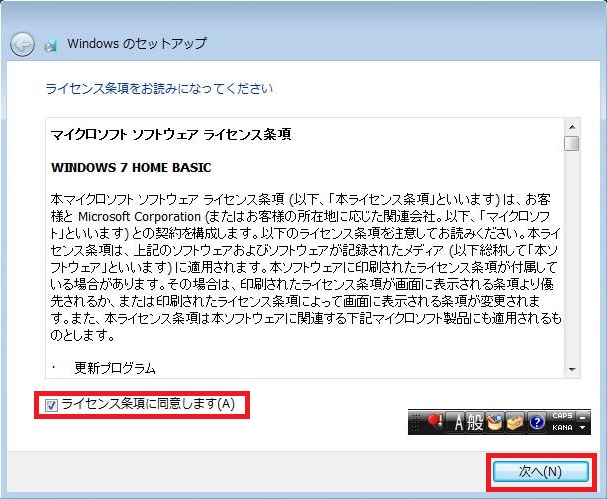 Windows のセットアップ
ライセンス条項をお読みになってください
マイクロソフト ソフトウェア ライセンス条項
WINDOWS 7 HOME BASIC
本マイクロソフト ソフトウェア ライセンス条項 (以下、「本ライセンス条項」といいます) は、お客
様と Microsoft Corporation (またはお客様の所在地に応じた関連会社。以下、「マイクロソフ
ト」といいます) との契約を構成します。以下のライセンス条項を注意してお読みください。本ライ
センス条項は、上記のソフトウェアおよびソフトウェアが記録されたメディア (以下総称して「本ソ
フトウェア」といいます) に適用されます。本ソフトウェアに印刷されたライセンス条項が付属して
いる場合があります。その場合は、印刷されたライセンス条項が画面に表示される条項より優
先されるか、または印刷されたライセンス条項によって画面に表示される条項が変更されま
す。また、本ライセンス条項は本ソフトウェアに関連する下記マイクロソフト製品にも適用されるも
のとします。
・ 更新プログラム
ライセンス条項に同意します(A)
A 般 ? CAPS
KANA
次へ(N)